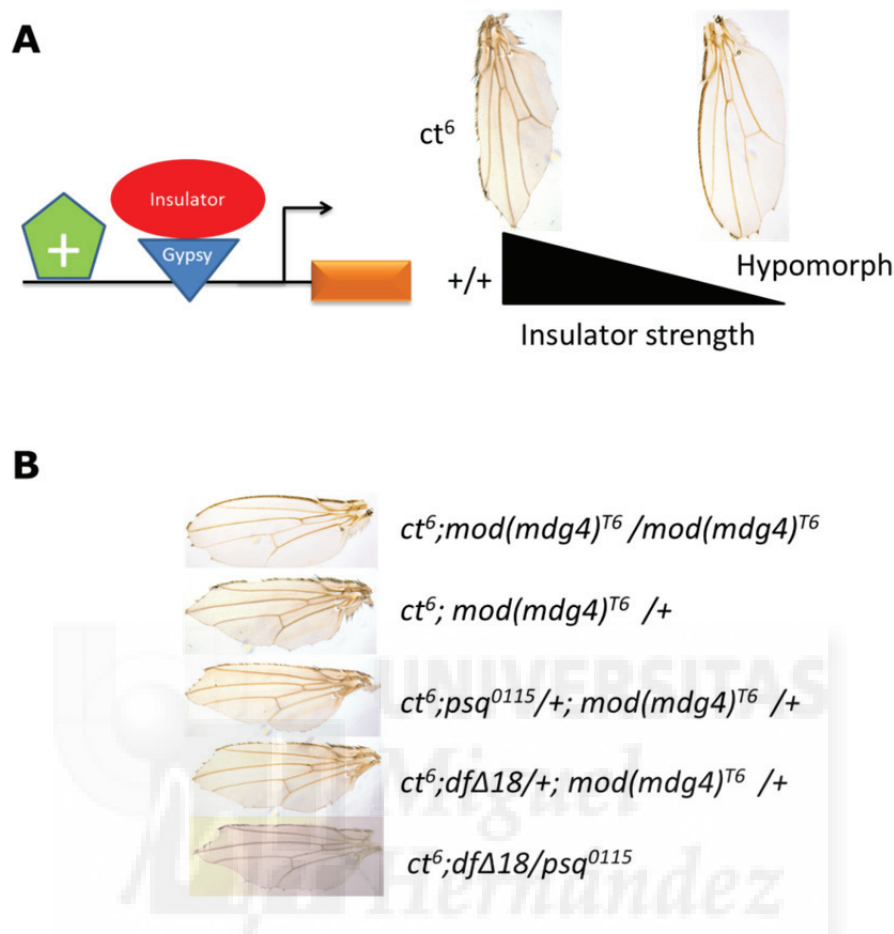 A
+
Insulator
Gypsy
ct⁶
+/+
Hypomorph
Insulator strength
B
ct⁶;mod(mdg4)ᵀ⁶ /mod(mdg4)ᵀ⁶
ct⁶; mod(mdg4)ᵀ⁶ /+
ct⁶;psq⁰¹¹⁵/+; mod(mdg4)ᵀ⁶ /+
ct⁶;dfΔ18/+; mod(mdg4)ᵀ⁶ /+
ct⁶;dfΔ18/psq⁰¹¹⁵
UNIVERSITAS
Miguel
Hernández